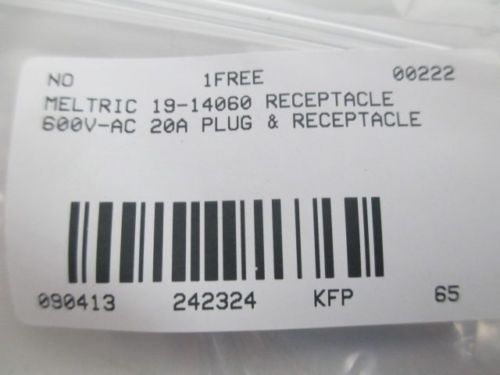 NO 1FREE 00222
MELTRIC 19-14060 RECEPTACLE
600V-AC 20A PLUG & RECEPTACLE
090413 242324 KFP 65